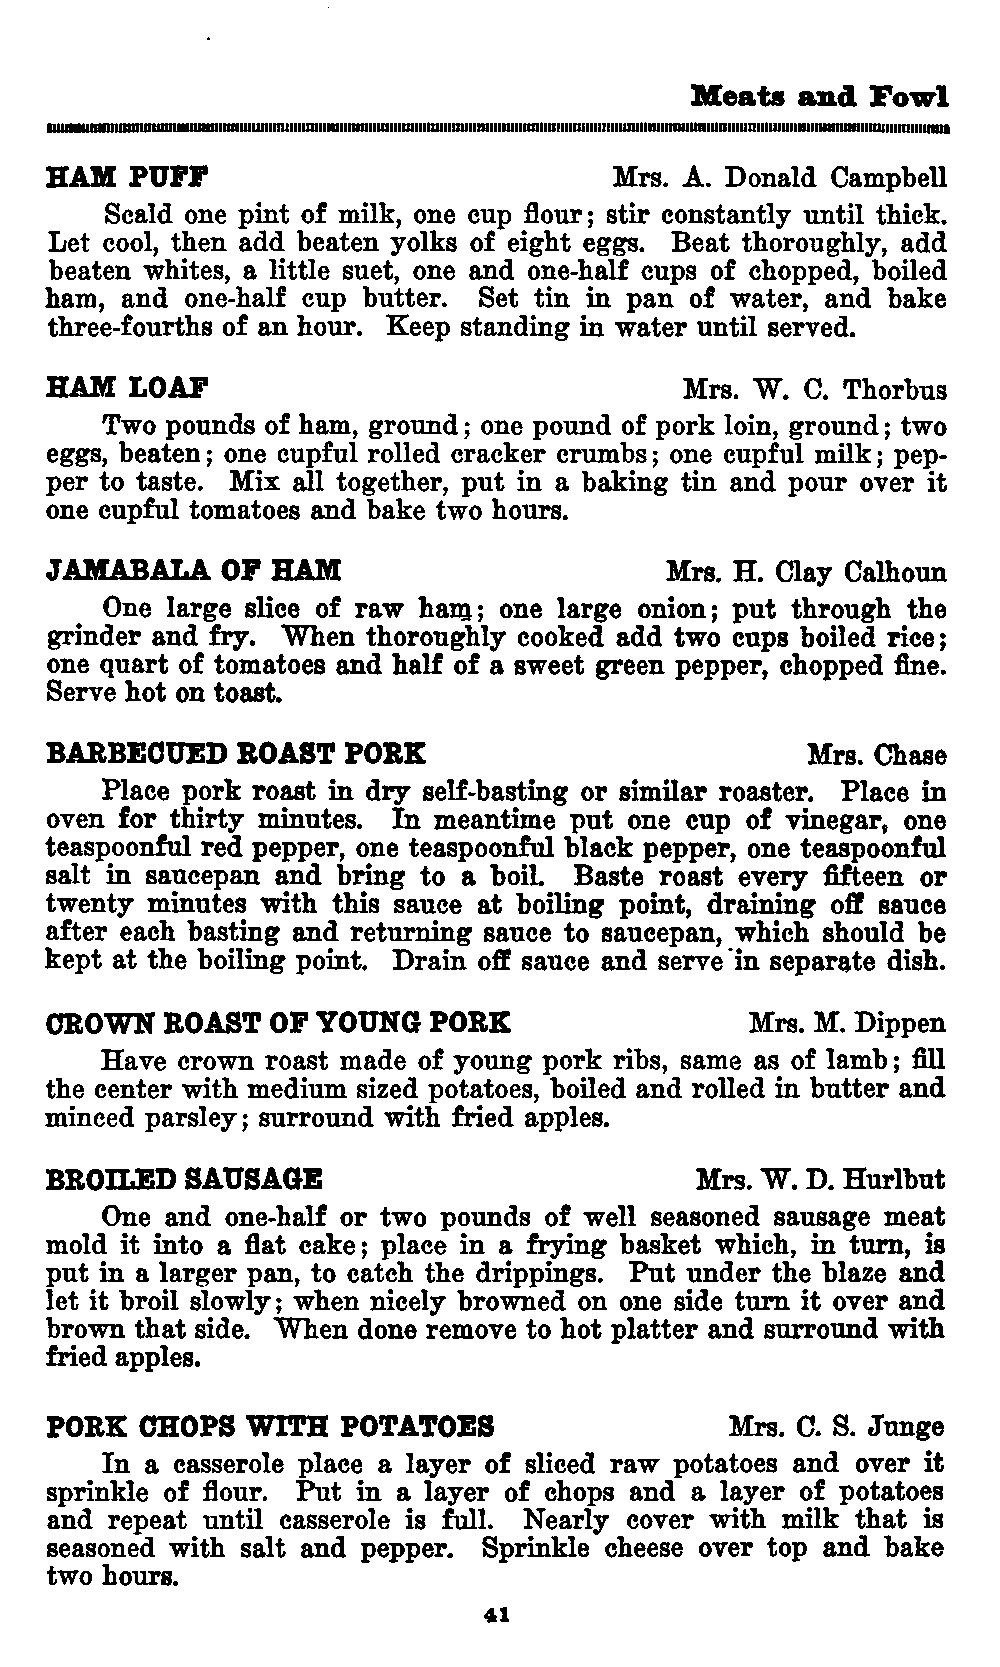 Meats and Fowl
HAM PUFF Mrs. A. Donald Campbell
Scald one pint of milk, one cup flour; stir constantly until thick.
Let cool, then add beaten yolks of eight eggs. Beat thoroughly, add
beaten whites, a little suet, one and one-half cups of chopped, boiled
ham, and one-half cup butter. Set tin in pan of water, and bake
three-fourths of an hour. Keep standing in water until served.
HAM LOAF Mrs. W. C. Thorbus
Two pounds of ham, ground; one pound of pork loin, ground; two
eggs, beaten; one cupful rolled cracker crumbs; one cupful milk; pep-
per to taste. Mix all together, put in a baking tin and pour over it
one cupful tomatoes and bake two hours.
JAMABALA OF HAM Mrs. H. Clay Calhoun
One large slice of raw ham; one large onion; put through the
grinder and fry. When thoroughly cooked add two cups boiled rice;
one quart of tomatoes and half of a sweet green pepper, chopped fine.
Serve hot on toast.
BARBECUED ROAST PORK Mrs. Chase
Place pork roast in dry self-basting or similar roaster. Place in
oven for thirty minutes. In meantime put one cup of vinegar, one
teaspoonful red pepper, one teaspoonful black pepper, one teaspoonful
salt in saucepan and bring to a boil. Baste roast every fifteen or
twenty minutes with this sauce at boiling point, draining off sauce
after each basting and returning sauce to saucepan, which should be
kept at the boiling point. Drain off sauce and serve in separate dish.
CROWN ROAST OF YOUNG PORK Mrs. M. Dippen
Have crown roast made of young pork ribs, same as of lamb; fill
the center with medium sized potatoes, boiled and rolled in butter and
minced parsley; surround with fried apples.
BROILED SAUSAGE Mrs. W. D. Hurlbut
One and one-half or two pounds of well seasoned sausage meat
mold it into a flat cake; place in a frying basket which, in turn, is
put in a larger pan, to catch the drippings. Put under the blaze and
let it broil slowly; when nicely browned on one side turn it over and
brown that side. When done remove to hot platter and surround with
fried apples.
PORK CHOPS WITH POTATOES Mrs. C. S. Junge
In a casserole place a layer of sliced raw potatoes and over it
sprinkle of flour. Put in a layer of chops and a layer of potatoes
and repeat until casserole is full. Nearly cover with milk that is
seasoned with salt and pepper. Sprinkle cheese over top and bake
two hours.
41